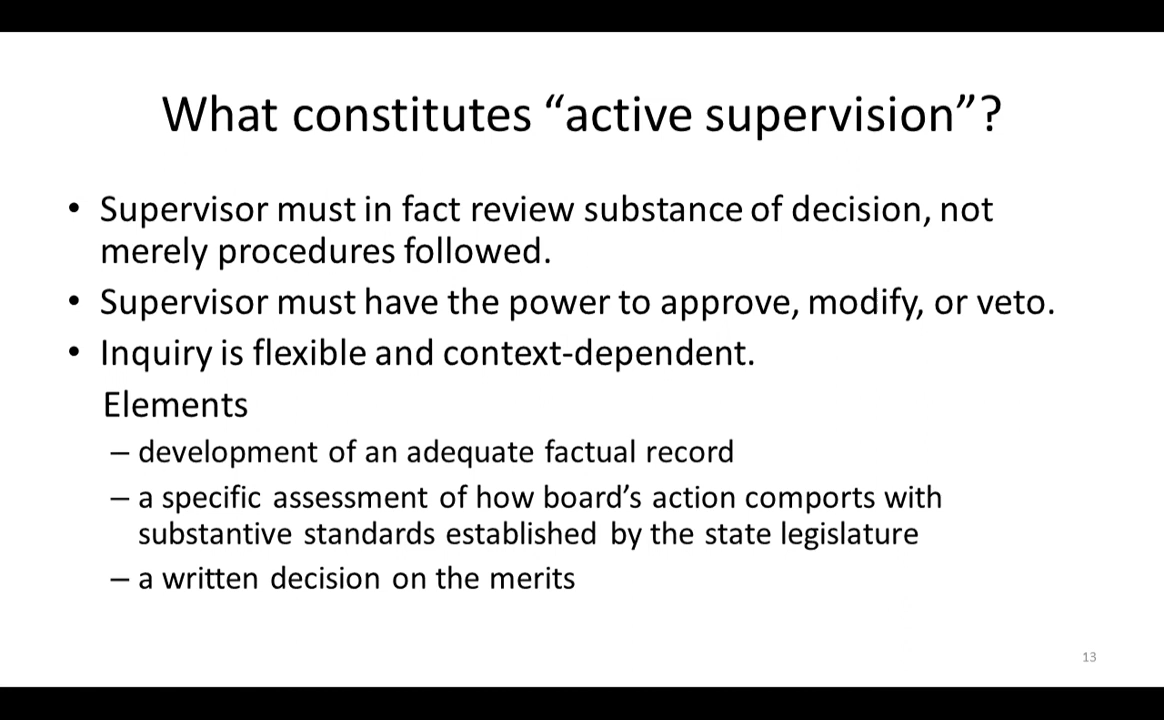 What constitutes “active supervision”?
• Supervisor must in fact review substance of decision, not
merely procedures followed.
• Supervisor must have the power to approve, modify, or veto.
• Inquiry is flexible and context-dependent.
Elements
– development of an adequate factual record
– a specific assessment of how board’s action comports with
substantive standards established by the state legislature
– a written decision on the merits
13